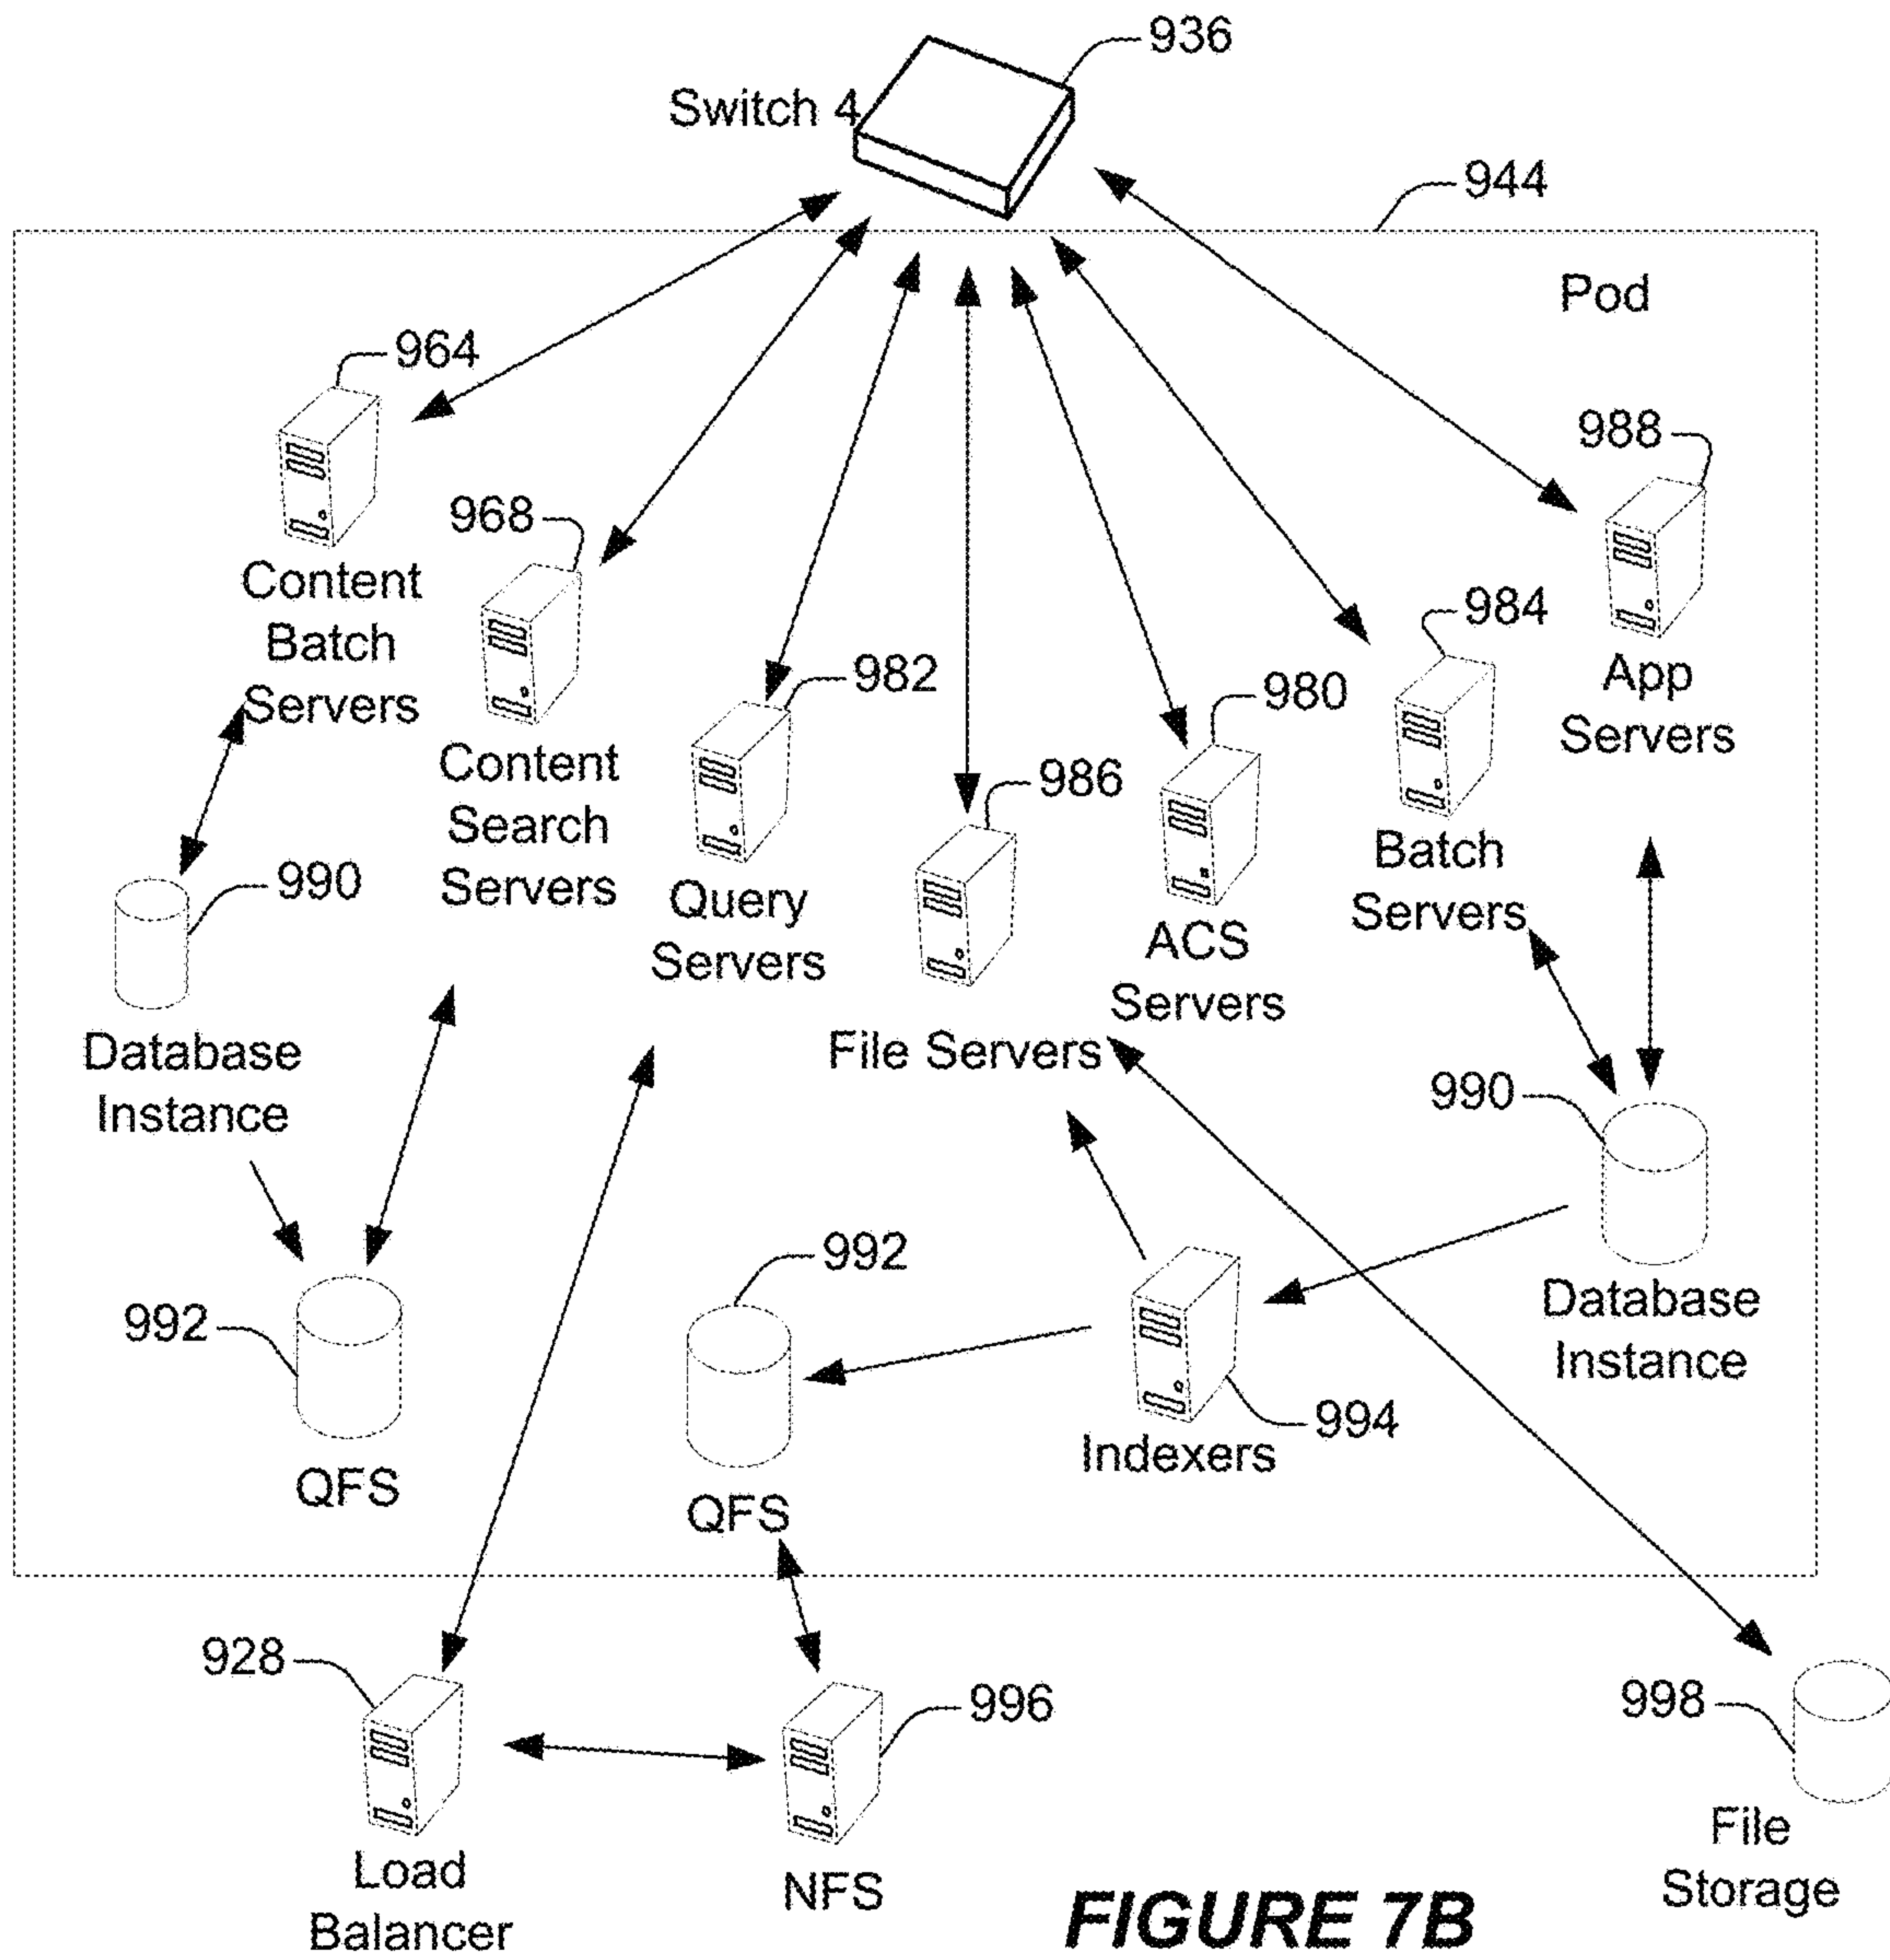 936
Switch 4
944
Pod
964
988
968
Content
Batch
Servers
984
982
980
App
Servers
Content
Search
Servers
986
990
Batch
Servers
Query
Servers
ACS
Servers
Database
Instance
File Servers
990
992
992
Database
Instance
994
Indexers
QFS
QFS
928
996
998
Load
Balancer
NFS
File
Storage
FIGURE 7B